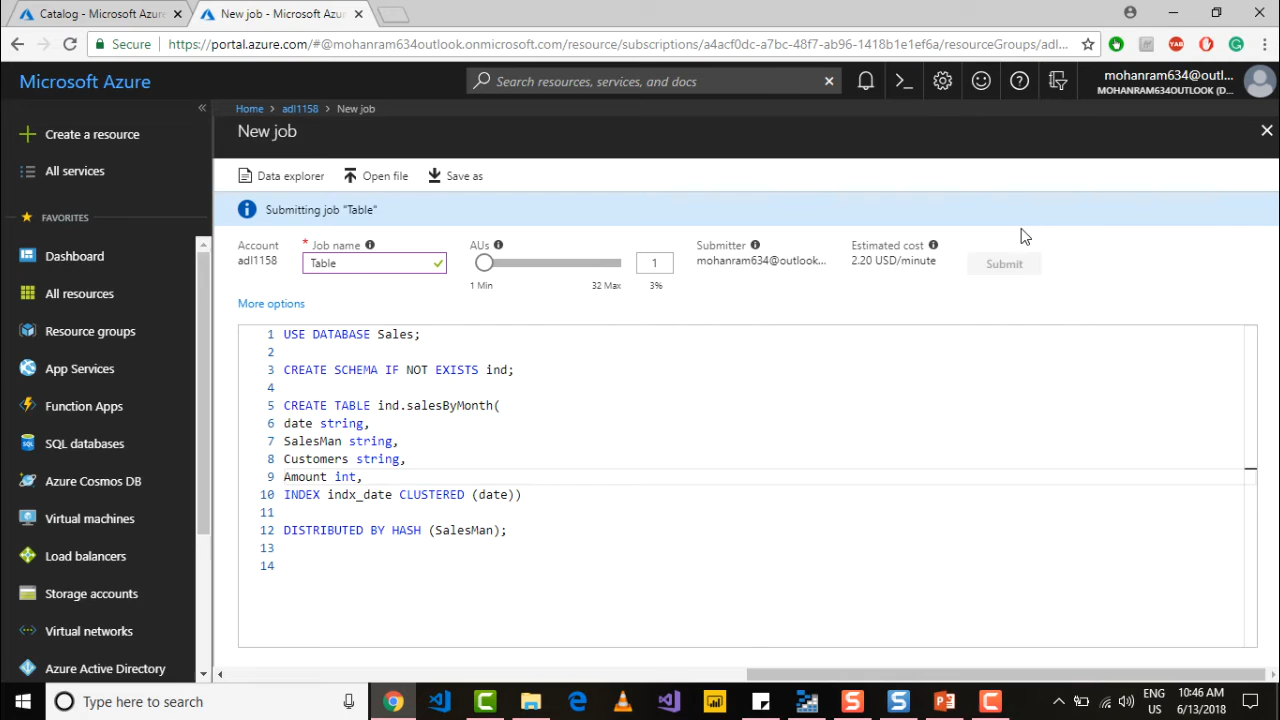 Catalog - Microsoft Azure
New job - Microsoft Azu
Secure
https://portal.azure.com/#@mohanram634outlook.onmicrosoft.com/resource/subscriptions/a4acf0dc-a7bc-48f7-ab96-1418b1e1ef6a/resourceGroups/adl...
YAB
Microsoft Azure
Search resources, services, and docs
mohanram634@outl...
MOHANRAM634OUTLOOK (D...
Home > adl1158 > New job
New job
Create a resource
All services
FAVORITES
Dashboard
All resources
Resource groups
App Services
Function Apps
SQL databases
Azure Cosmos DB
Virtual machines
Load balancers
Storage accounts
Virtual networks
Azure Active Directory
Data explorer
Open file
Save as
Submitting job "Table"
Account
adl1158
* Job name
Table
AUs
1 Min
32 Max
1
3%
Submitter
mohanram634@outlook...
Estimated cost
2.20 USD/minute
Submit
More options
1 USE DATABASE Sales;
2
3 CREATE SCHEMA IF NOT EXISTS ind;
4
5 CREATE TABLE ind.salesByMonth(
6 date string,
7 SalesMan string,
8 Customers string,
9 Amount int,
10 INDEX indx_date CLUSTERED (date))
11
12 DISTRIBUTED BY HASH (SalesMan);
13
14
Type here to search
ENG
US
10:46 AM
6/13/2018